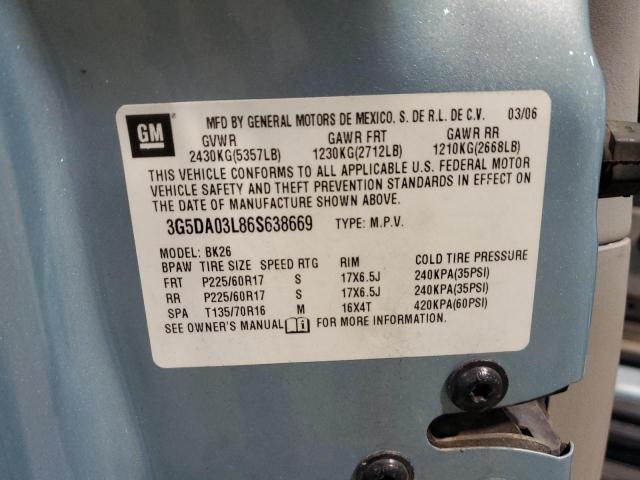 GM
MFD BY GENERAL MOTORS DE MEXICO, S. DE R.L. DE C.V. 03/06
GVWR GAWR FRT GAWR RR
2430KG(5357LB) 1230KG(2712LB) 1210KG(2668LB)
THIS VEHICLE CONFORMS TO ALL APPLICABLE U.S. FEDERAL MOTOR
VEHICLE SAFETY AND THEFT PREVENTION STANDARDS IN EFFECT ON
THE DATE OF MANUFACTURE SHOWN ABOVE.
3G5DA03L86S638669 TYPE: M.P.V.
MODEL: BK26
BPAW TIRE SIZE SPEED RTG RIM COLD TIRE PRESSURE
FRT P225/60R17 S 17X6.5J 240KPA(35PSI)
RR P225/60R17 S 17X6.5J 240KPA(35PSI)
SPA T135/70R16 M 16X4T 420KPA(60PSI)
SEE OWNER'S MANUAL FOR MORE INFORMATION.